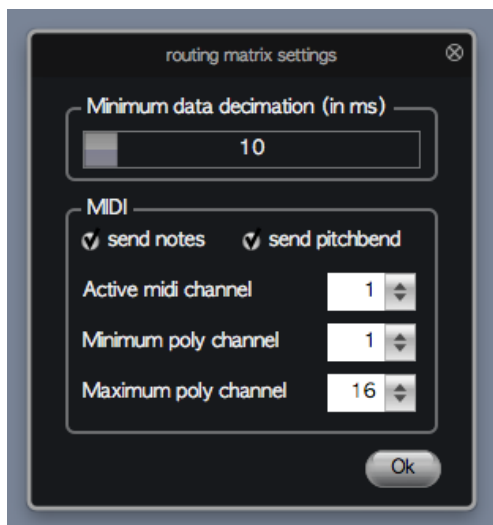 routing matrix settings
Minimum data decimation (in ms)
10
MIDI
send notes send pitchbend
Active midi channel 1
Minimum poly channel 1
Maximum poly channel 16
Ok